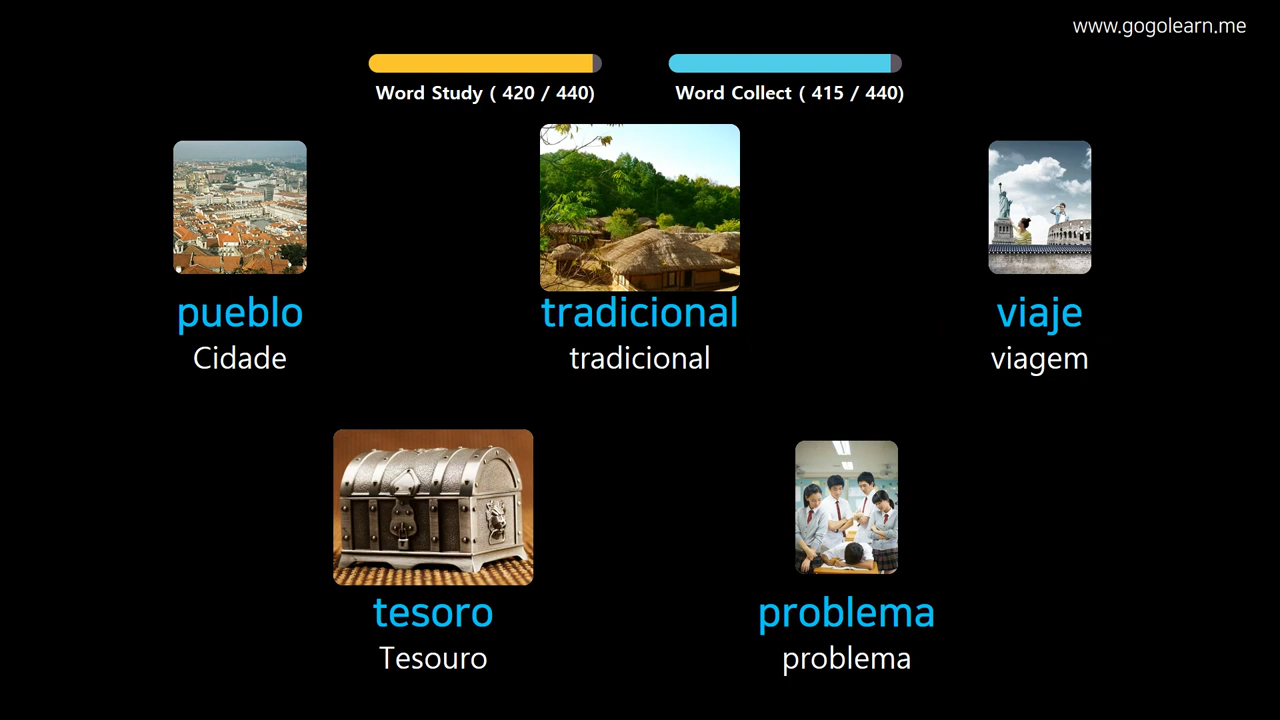 www.gogolearn.me
Word Study ( 420 / 440)
Word Collect ( 415 / 440)
pueblo
Cidade
tradicional
tradicional
viaje
viagem
tesoro
Tesouro
problema
problema